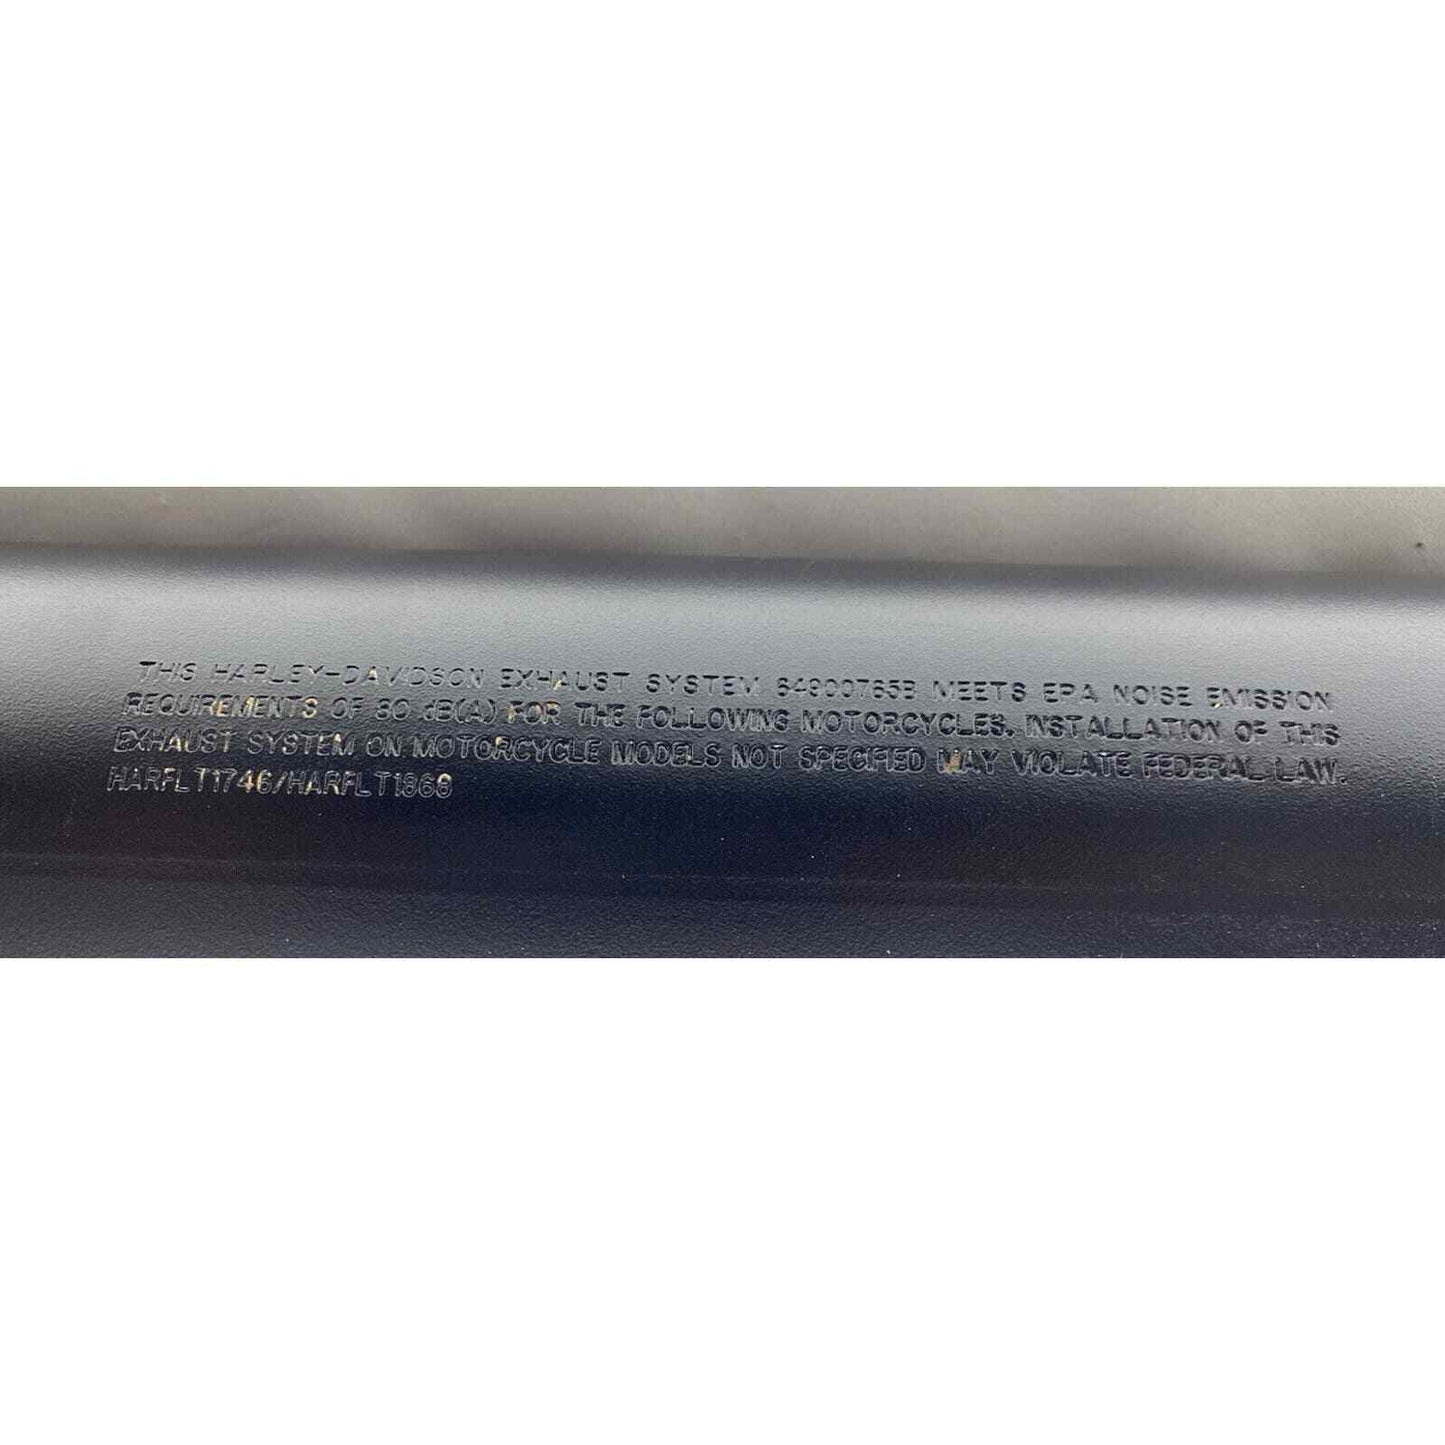 THIS HARLEY-DAVIDSON EXHAUST SYSTEM 64900765B MEETS EPA NOISE EMISSION
REQUIREMENTS OF 80 dB(A) FOR THE FOLLOWING MOTORCYCLES. INSTALLATION OF THIS
EXHAUST SYSTEM ON MOTORCYCLE MODELS NOT SPECIFIED MAY VIOLATE FEDERAL LAW.
HARFLT1746/HARFLT1868